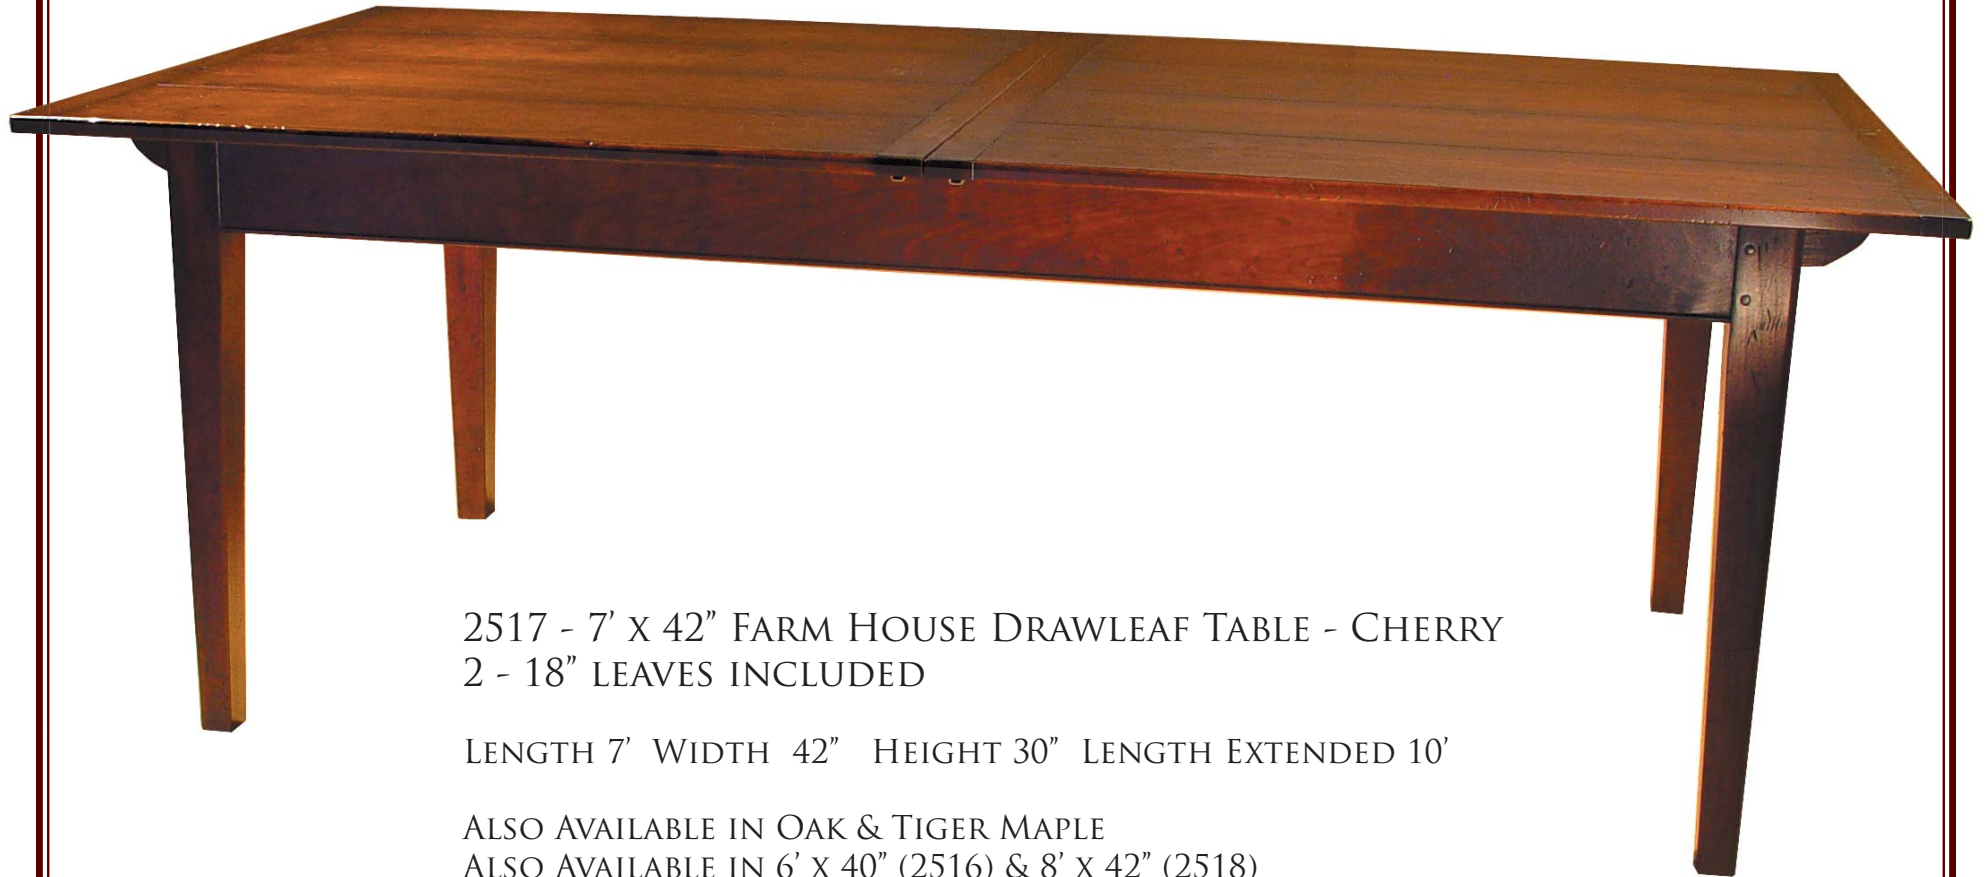 2517 - 7’ x 42” Farm House Drawleaf Table - Cherry
2 - 18” leaves included
Length 7’ Width 42” Height 30” Length Extended 10’
Also Available in Oak & Tiger Maple
Also Available in 6’ x 40” (2516) & 8’ x 42” (2518)